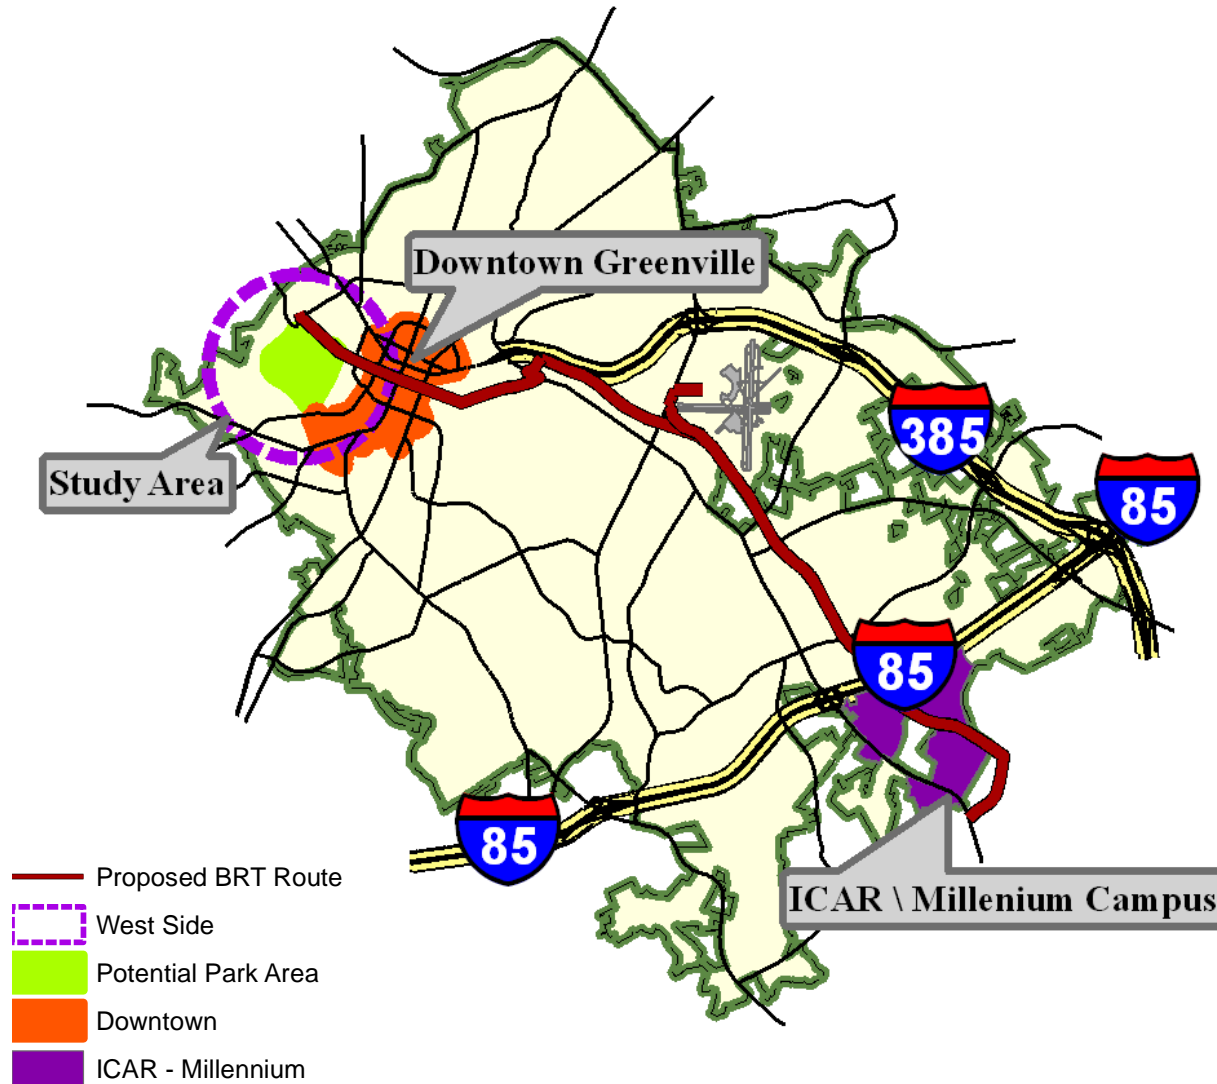 Downtown Greenville
385
85
Study Area
85
85
ICAR \ Millenium Campus
Proposed BRT Route
West Side
Potential Park Area
Downtown
ICAR - Millennium